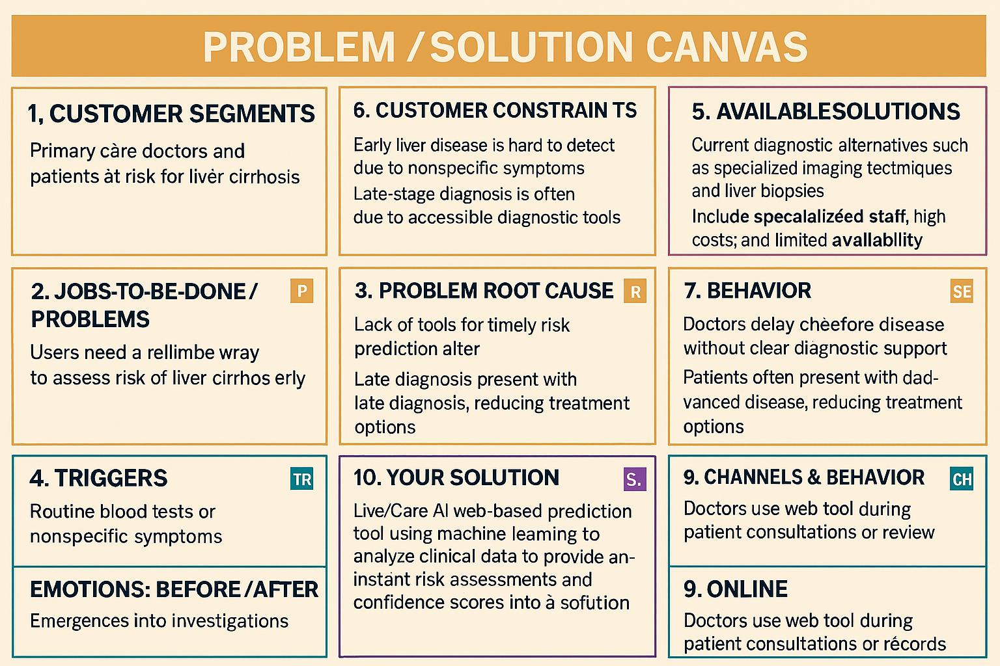 PROBLEM / SOLUTION CANVAS
1, CUSTOMER SEGMENTS
Primary càre doctors and
patients àt risk for livèr cirrhosis
6. CUSTOMER CONSTRAIN TS
Early liver disease is hard to detect
due to nonspecific symptoms
Late-stage diagnosis is often
due to accessible diagnostic tools
5. AVAILABLESOLUTIONS
Current diagnostic alternatives such
as specialized imaging tectmiques
and liver biopsies
Include specalalizéed staff, high
costs; and limited avallabllity
2. JOBS-TO-BE-DONE /
PROBLEMS
P
Users need a rellimbe wray
to assess risk of liver cirrhos erly
3. PROBLEM ROOT CAUSE
R
Lack of tools for timely risk
prediction alter
Late diagnosis present with
late diagnosis, reducing treatment
options
7. BEHAVIOR
SE
Doctors delay chèefore disease
without clear diagnostic support
Patients often present with dad-
vanced disease, reducing treatment
options
4. TRIGGERS
TR
Routine blood tests or
nonspecific symptoms
EMOTIONS: BEFORE /AFTER
Emergences into investigations
10. YOUR SOLUTION
S.
Live/Care AI web-based prediction
tool using machine leaming to
analyze clinical data to provide an-
instánt risk assessments and
confidence scores into à sofution
9. CHANNELS & BEHAVIOR
CH
Doctors use web tool during
patient consultations or review
9. ONLINE
Doctors use web tool during
patient consultations or récords